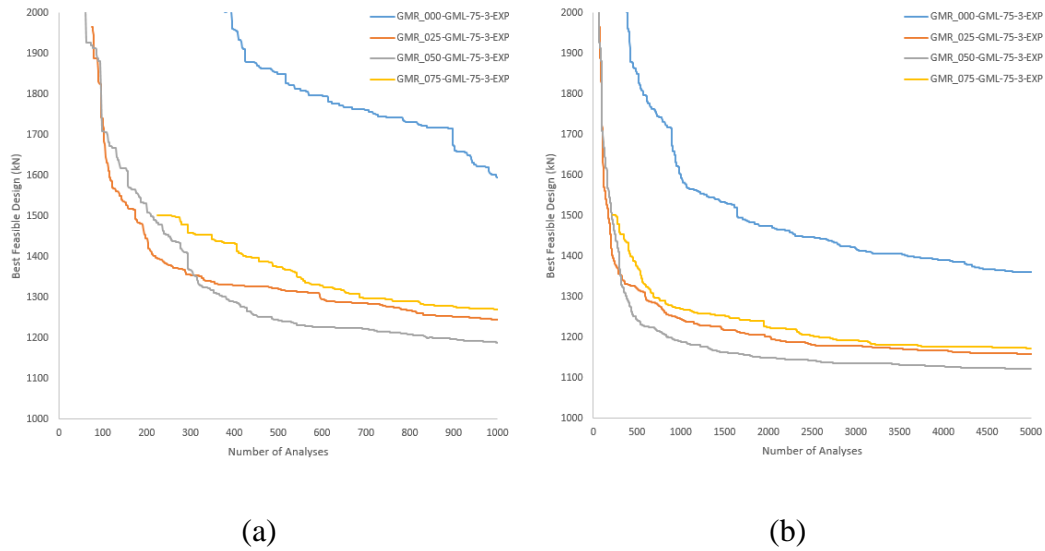 2000
1900
1800
1700
1600
1500
1400
1300
1200
1100
1000
Best Feasible Design (kN)
0 100 200 300 400 500 600 700 800 900 1000
Number of Analyses
GMR_000-GML-75-3-EXP
GMR_025-GML-75-3-EXP
GMR_050-GML-75-3-EXP
GMR_075-GML-75-3-EXP
(a)
2000
1900
1800
1700
1600
1500
1400
1300
1200
1100
1000
Best Feasible Design (kN)
0 500 1000 1500 2000 2500 3000 3500 4000 4500 5000
Number of Analyses
GMR_000-GML-75-3-EXP
GMR_025-GML-75-3-EXP
GMR_050-GML-75-3-EXP
GMR_075-GML-75-3-EXP
(b)